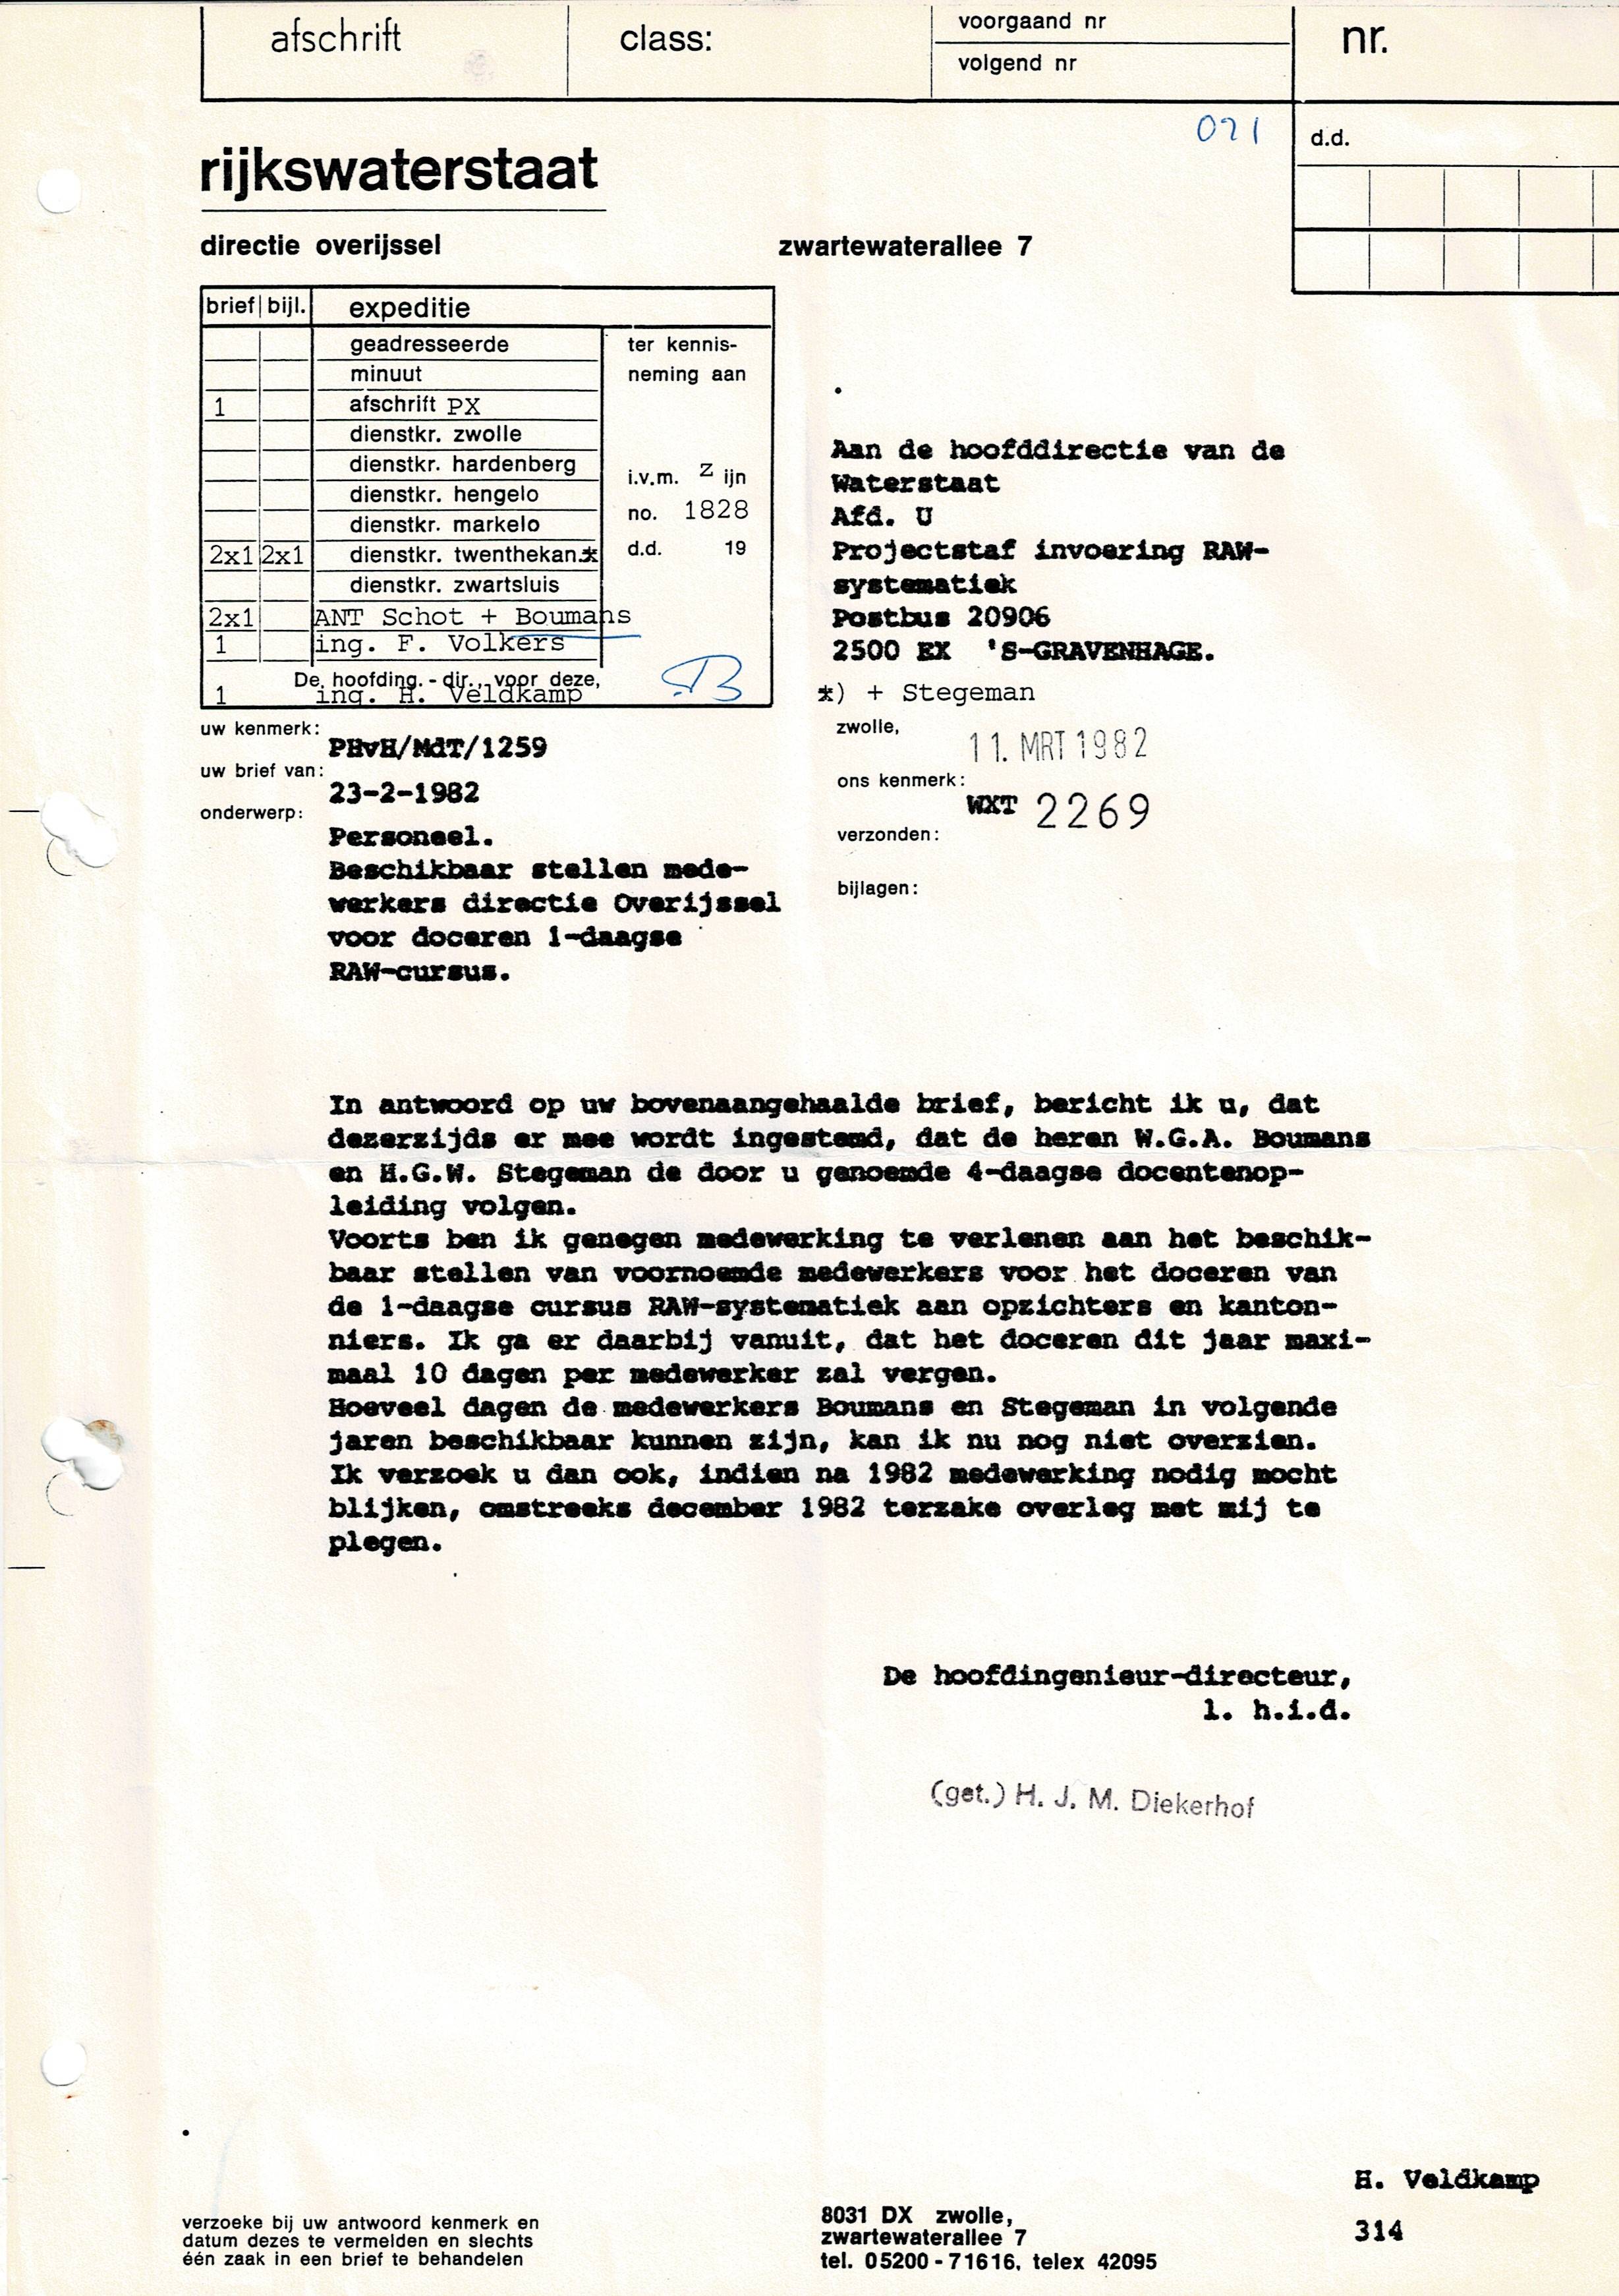 afschrift
class:
voorgaand nr
volgend nr
nr.
021
d.d.
rijkswaterstaat
directie overijssel
zwartewaterallee 7
brief bijl. expeditie
geadresseerde
minuut
1 afschrift PX
dienstkr. zwolle
dienstkr. hardenberg
dienstkr. hengelo
dienstkr. markelo
2x1 2x1 dienstkr. twenthekan.*
dienstkr. zwartsluis
2x1 ANT Schot + Boumans
1 ing. F. Volkers
De hoofding. - dir., voor deze,
1 ing. H. Veldkamp
ter kennis-
neming aan
i.v.m. z ijn
no. 1828
d.d. 19
Aan de hoofddirectie van de
Waterstaat
Afd. U
Projectstaf invoering RAW-
systematiek
Postbus 20906
2500 EX 'S-GRAVENHAGE.
*) + Stegeman
uw kenmerk:
PHvH/MdT/1259
uw brief van:
23-2-1982
onderwerp:
Personeel.
Beschikbaar stellen mede-
werkers directie Overijssel
voor doceren 1-daagse
RAW-cursus.
zwolle,
11. MRT 1982
ons kenmerk:
WXT 2269
verzonden:
bijlagen:
In antwoord op uw bovenaangehaalde brief, bericht ik u, dat
dezerzijds er mee wordt ingestemd, dat de heren W.G.A. Boumans
en H.G.W. Stegeman de door u genoemde 4-daagse docentenop-
leiding volgen.
Voorts ben ik genegen medewerking te verlenen aan het beschik-
baar stellen van voornoemde medewerkers voor het doceren van
de 1-daagse cursus RAW-systematiek aan opzichters en kanton-
niers. Ik ga er daarbij vanuit, dat het doceren dit jaar maxi-
maal 10 dagen per medewerker zal vergen.
Hoeveel dagen de medewerkers Boumans en Stegeman in volgende
jaren beschikbaar kunnen zijn, kan ik nu nog niet overzien.
Ik verzoek u dan ook, indien na 1982 medewerking nodig mocht
blijken, omstreeks december 1982 terzake overleg met mij te
plegen.
De hoofdingenieur-directeur,
l. h.i.d.
(get.) H. J. M. Diekerhof
H. Veldkamp
314
verzoeke bij uw antwoord kenmerk en
datum dezes te vermelden en slechts
één zaak in een brief te behandelen
8031 DX zwolle,
zwartewaterallee 7
tel. 05200 - 71616, telex 42095